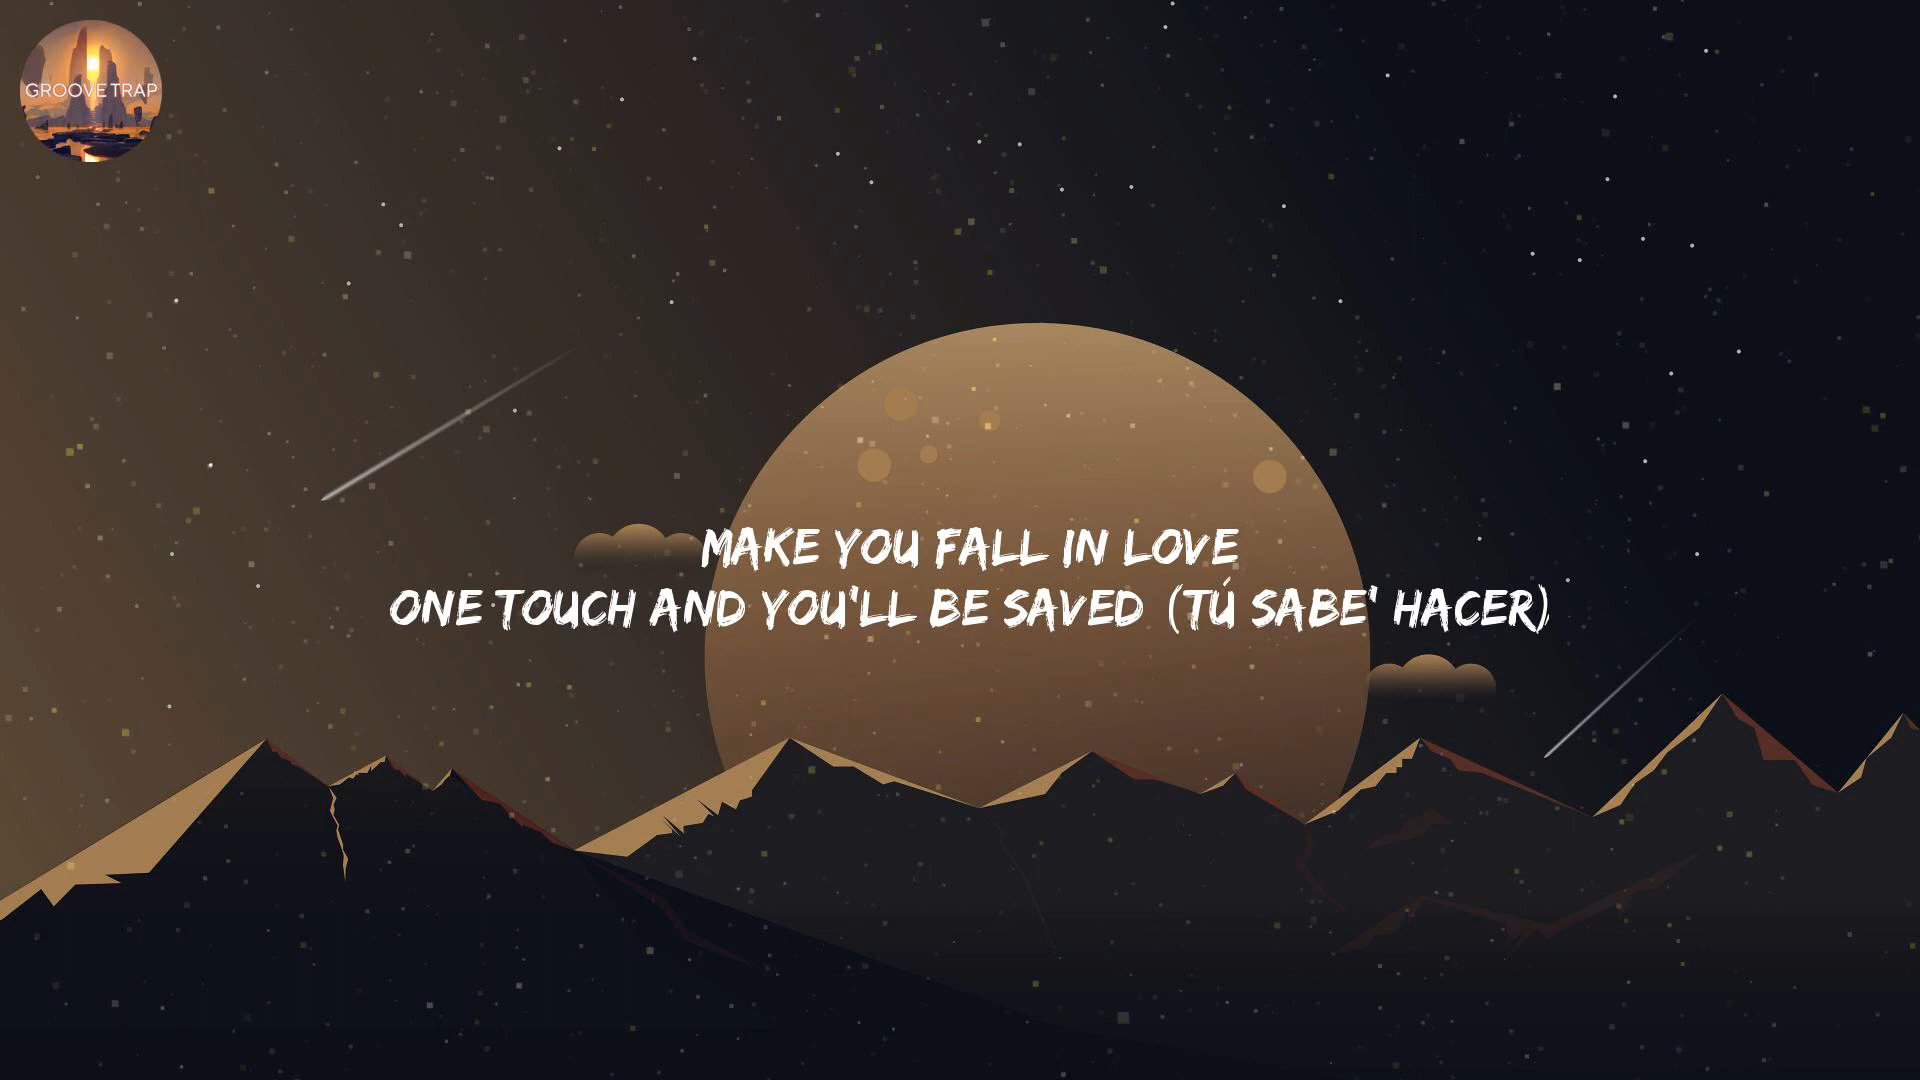 GROOVE TRAP
MAKE YOU FALL IN LOVE
ONE TOUCH AND YOU'LL BE SAVED (TÚ SABE' HACER)